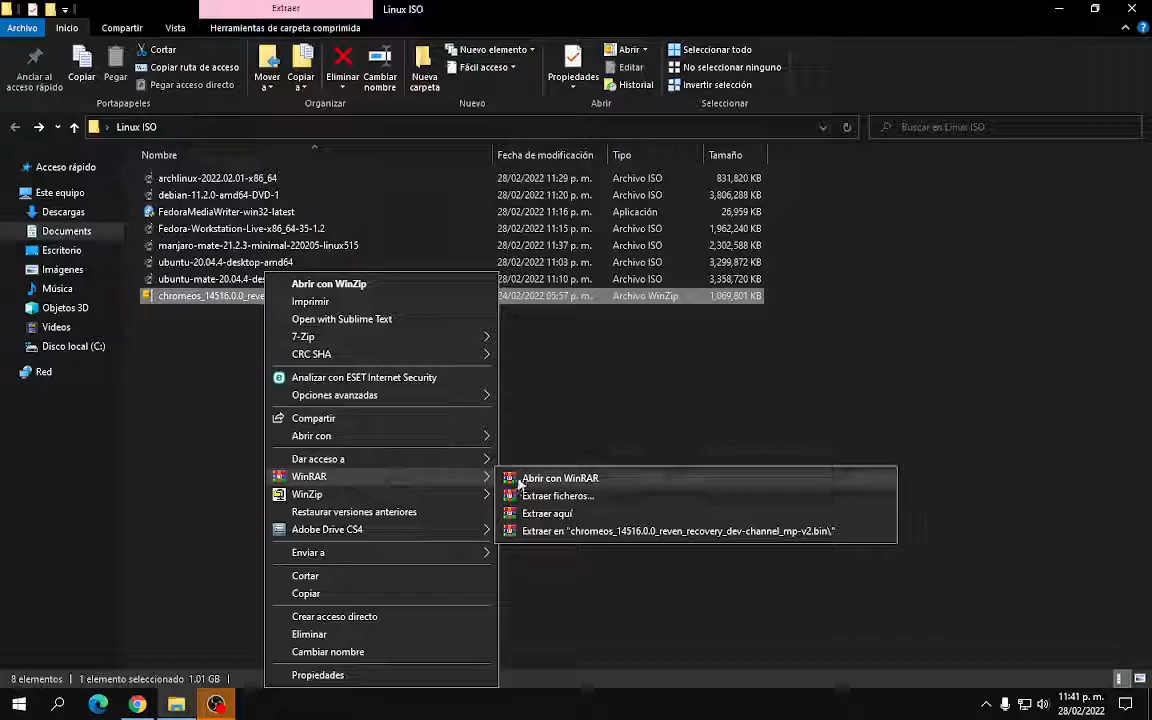 Extraer
Linux ISO
Archivo
Inicio
Compartir
Vista
Herramientas de carpeta comprimida
Anclar al
acceso rápido
Copiar
Pegar
Cortar
Copiar ruta de acceso
Pegar acceso directo
Portapapeles
Mover
a
Copiar
a
Eliminar
Cambiar
nombre
Organizar
Nueva
carpeta
Nuevo elemento
Fácil acceso
Nuevo
Propiedades
Abrir
Editar
Historial
Abrir
Seleccionar todo
No seleccionar ninguno
Invertir selección
Seleccionar
Linux ISO
Buscar en Linux ISO
Nombre Fecha de modificación Tipo Tamaño
archlinux-2022.02.01-x86_64 28/02/2022 11:29 p. m. Archivo ISO 831,820 KB
debian-11.2.0-amd64-DVD-1 28/02/2022 11:20 p. m. Archivo ISO 3,806,288 KB
FedoraMediaWriter-win32-latest 28/02/2022 11:16 p. m. Aplicación 26,959 KB
Fedora-Workstation-Live-x86_64-35-1.2 28/02/2022 11:15 p. m. Archivo ISO 1,962,240 KB
manjaro-mate-21.2.3-minimal-220205-linux515 28/02/2022 11:07 p. m. Archivo ISO 2,302,588 KB
ubuntu-20.04.4-desktop-amd64 28/02/2022 11:03 p. m. Archivo ISO 3,299,872 KB
ubuntu-mate-20.04.4-des 28/02/2022 11:02 p. m. Archivo ISO 3,358,720 KB
chromeos_14516.0.0_reve 24/02/2022 05:57 p. m. Archivo WinZip 1,069,801 KB
Acceso rápido
Este equipo
Descargas
Documents
Escritorio
Imágenes
Música
Objetos 3D
Videos
Disco local (C:)
Red
Abrir con WinZip
Imprimir
Open with Sublime Text
7-Zip
CRC SHA
Analizar con ESET Internet Security
Opciones avanzadas
Compartir
Abrir con
Dar acceso a
WinRAR
WinZip
Restaurar versiones anteriores
Adobe Drive CS4
Enviar a
Cortar
Copiar
Crear acceso directo
Eliminar
Cambiar nombre
Propiedades
Abrir con WinRAR
Extraer ficheros...
Extraer aquí
Extraer en "chromeos_14516.0.0_reven_recovery_dev-channel_mp-v2.bin\"
8 elementos 1 elemento seleccionado 1.01 GB
11:41 p. m.
28/02/2022